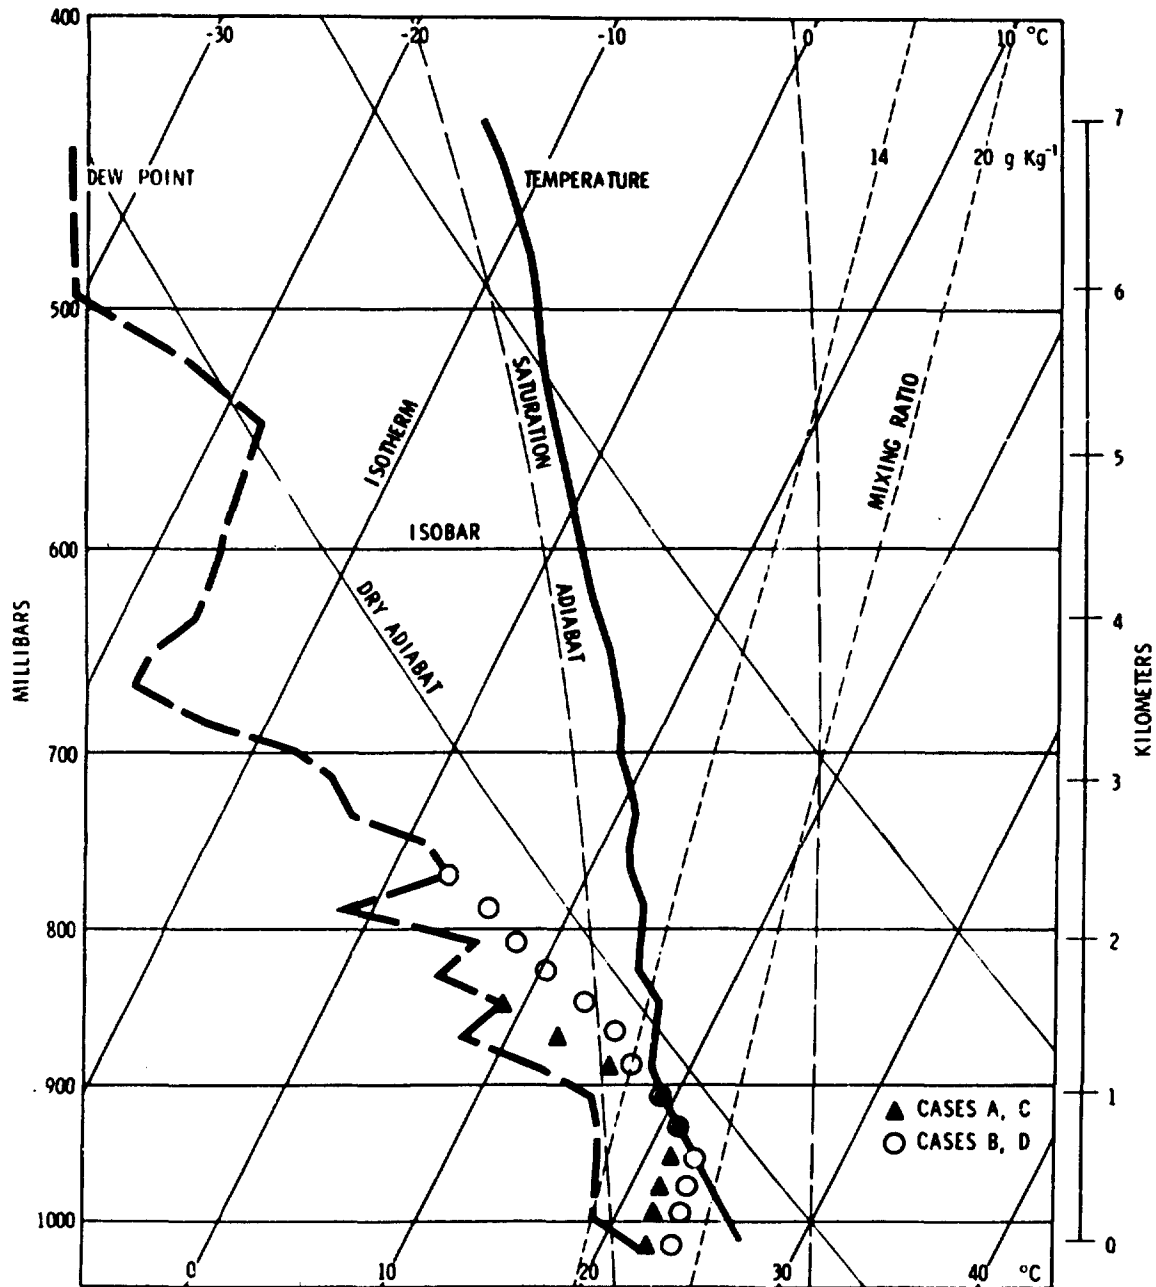 400
-30
-20
-10
0
10 °C
7
14
20 g Kg⁻¹
DEW POINT
TEMPERATURE
6
500
SATURATION
ISOTHERM
MIXING RATIO
5
ISOBAR
600
DRY ADIABAT
ADIABAT
4
MILLIBARS
KILOMETERS
700
3
800
2
900
1
▲ CASES A, C
○ CASES B, D
1000
0
0
20
30
40
°C